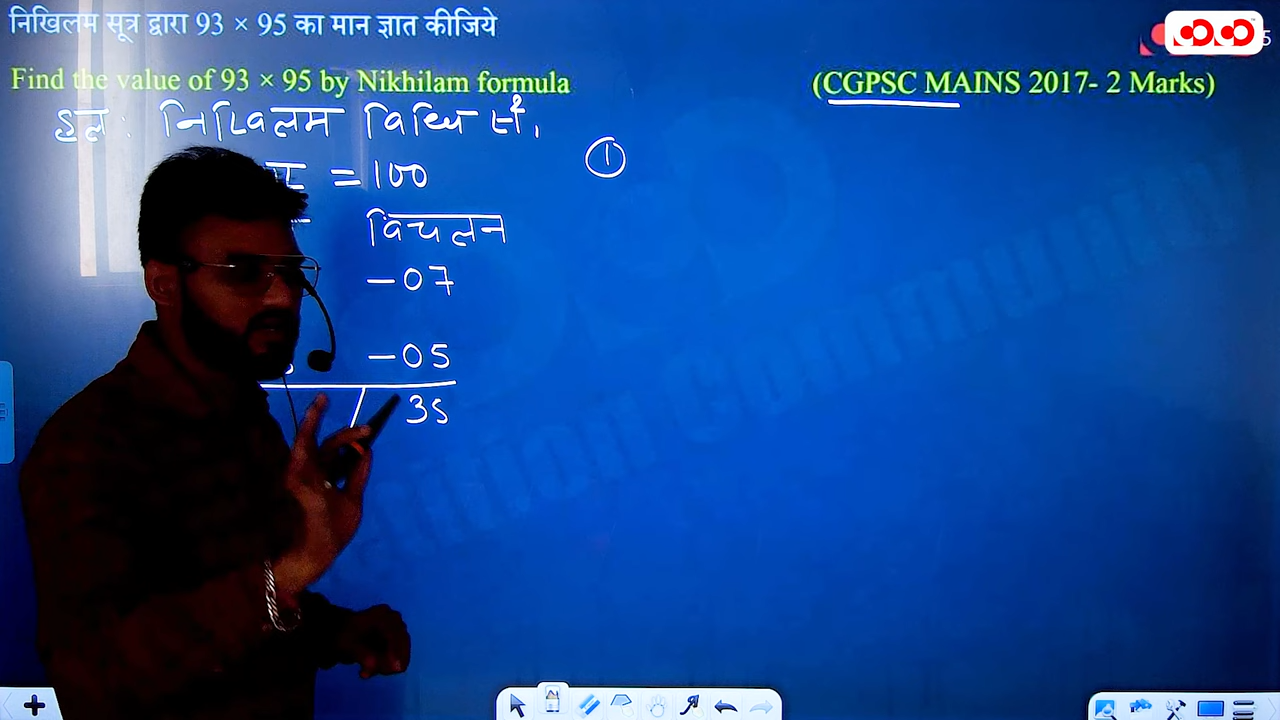 निखिलम सूत्र द्वारा 93 × 95 का मान ज्ञात कीजिये
Find the value of 93 × 95 by Nikhilam formula (CGPSC MAINS 2017- 2 Marks)
हल : निखिलम विधि से,
= 100 ①
विचलन
- 07
- 05
/ 35